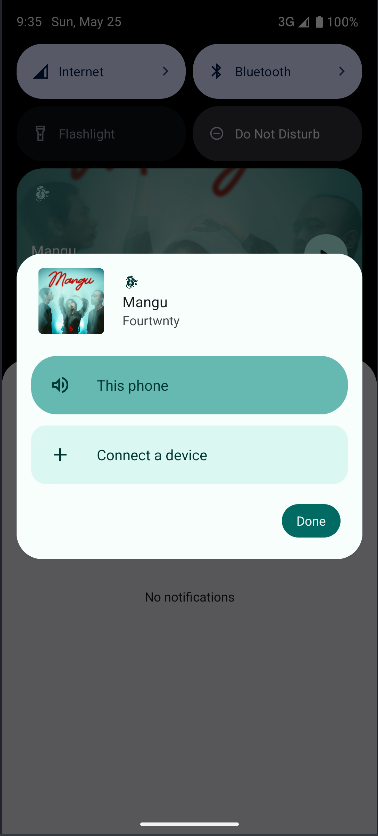 9:35 Sun, May 25 3G 100%
Internet Bluetooth
Flashlight Do Not Disturb
Mangu
Mangu
Mangu
Fourtwnty
This phone
Connect a device
Done
No notifications